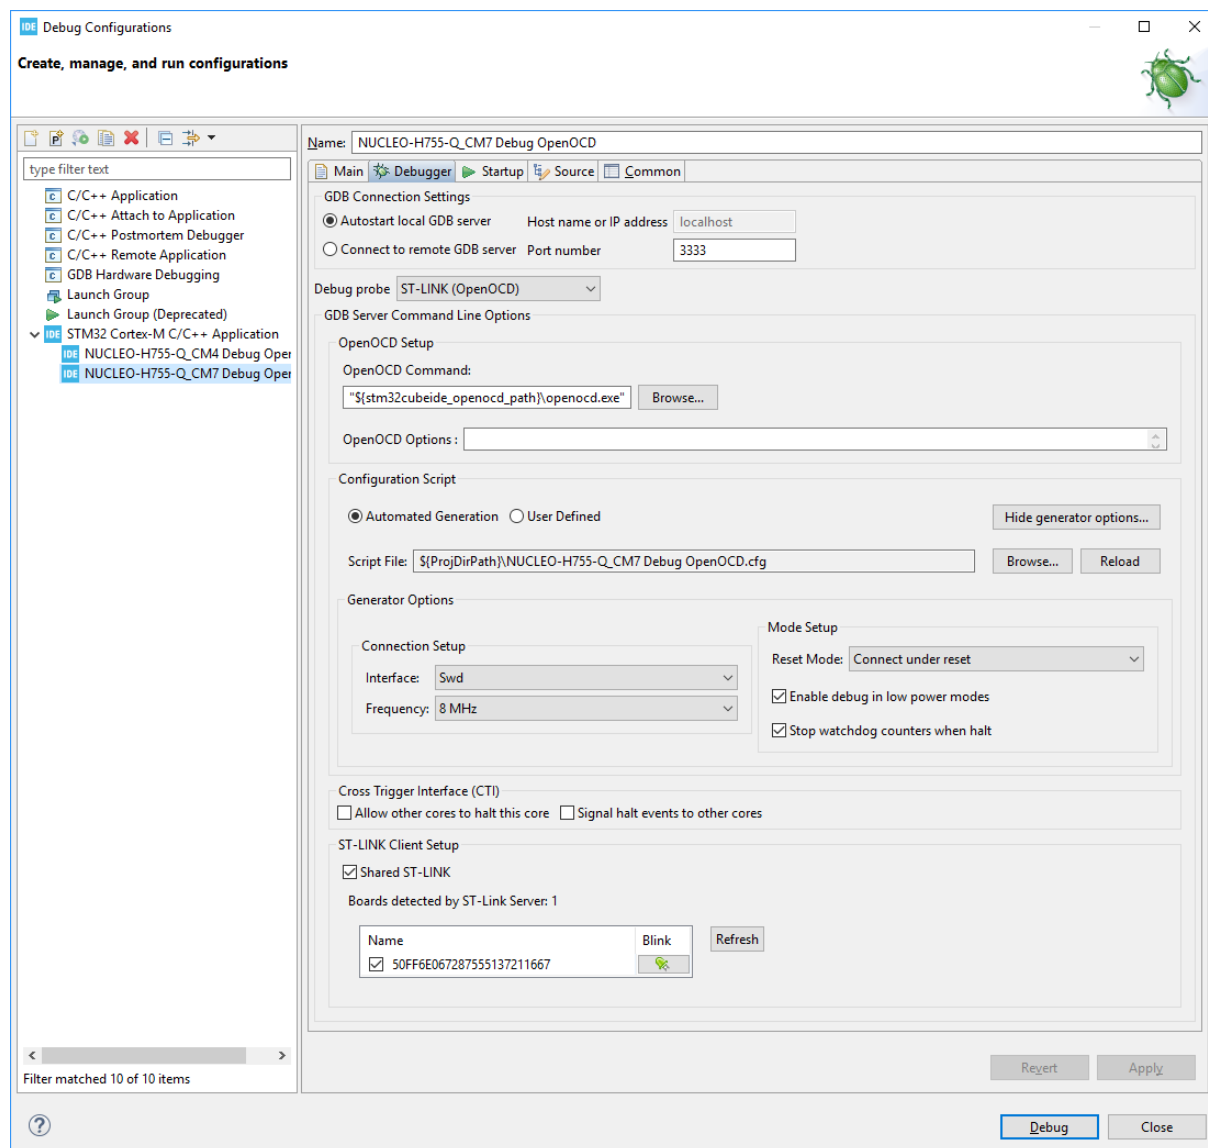 IDE Debug Configurations
Create, manage, and run configurations
Name: NUCLEO-H755-Q_CM7 Debug OpenOCD
type filter text
C/C++ Application
C/C++ Attach to Application
C/C++ Postmortem Debugger
C/C++ Remote Application
GDB Hardware Debugging
Launch Group
Launch Group (Deprecated)
IDE STM32 Cortex-M C/C++ Application
IDE NUCLEO-H755-Q_CM4 Debug Oper
IDE NUCLEO-H755-Q_CM7 Debug Oper
Filter matched 10 of 10 items
Main Debugger Startup Source Common
GDB Connection Settings
Autostart local GDB server Host name or IP address localhost
Connect to remote GDB server Port number 3333
Debug probe ST-LINK (OpenOCD)
GDB Server Command Line Options
OpenOCD Setup
OpenOCD Command:
"${stm32cubeide_openocd_path}\openocd.exe" Browse...
OpenOCD Options :
Configuration Script
Automated Generation User Defined Hide generator options...
Script File: ${ProjDirPath}\NUCLEO-H755-Q_CM7 Debug OpenOCD.cfg Browse... Reload
Generator Options
Connection Setup
Interface: Swd
Frequency: 8 MHz
Mode Setup
Reset Mode: Connect under reset
Enable debug in low power modes
Stop watchdog counters when halt
Cross Trigger Interface (CTI)
Allow other cores to halt this core Signal halt events to other cores
ST-LINK Client Setup
Shared ST-LINK
Boards detected by ST-Link Server: 1
Name Blink Refresh
50FF6E067287555137211667
Revert Apply
? Debug Close